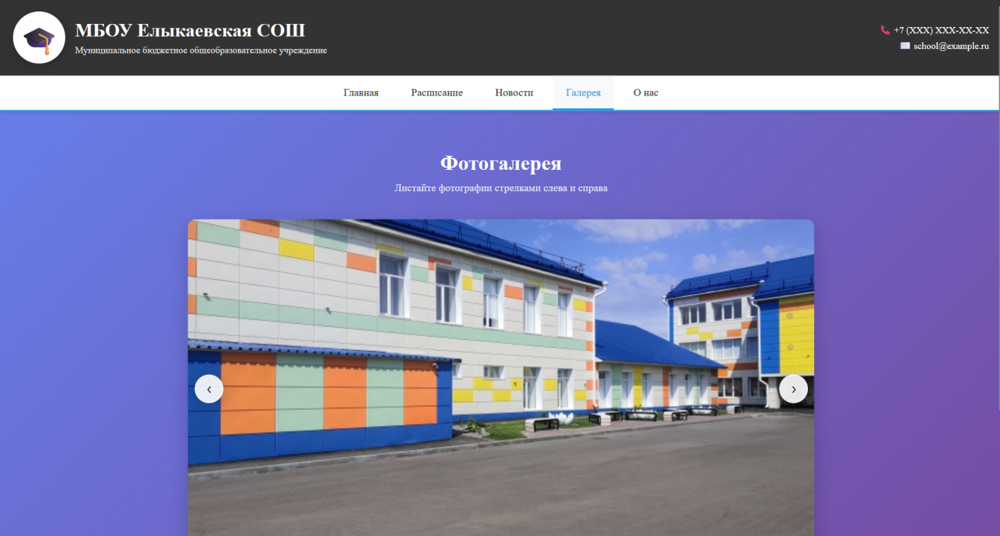 МБОУ Елыкаевская СОШ
Муниципальное бюджетное общеобразовательное учреждение
+7 (XXX) XXX-XX-XX
school@example.ru
Главная
Расписание
Новости
Галерея
О нас
Фотогалерея
Листайте фотографии стрелками слева и справа
‹
›